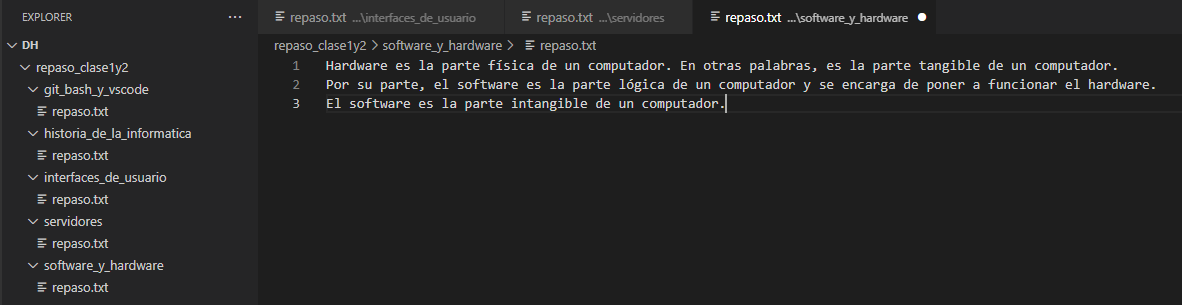 EXPLORER
···
DH
repaso_clase1y2
git_bash_y_vscode
repaso.txt
historia_de_la_informatica
repaso.txt
interfaces_de_usuario
repaso.txt
servidores
repaso.txt
software_y_hardware
repaso.txt
repaso.txt ...\interfaces_de_usuario
repaso.txt ...\servidores
repaso.txt ...\software_y_hardware
repaso_clase1y2 > software_y_hardware > repaso.txt
1 Hardware es la parte física de un computador. En otras palabras, es la parte tangible de un computador.
2 Por su parte, el software es la parte lógica de un computador y se encarga de poner a funcionar el hardware.
3 El software es la parte intangible de un computador.